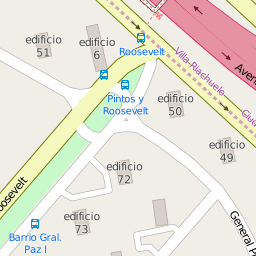 edificio
51
edificio
6
Roosevelt
Villa-Riachuelo
Aven
Pintos y
Roosevelt
edificio
50
edificio
49
Roosevelt
edificio
72
edificio
73
Barrio Gral.
Paz I
General P